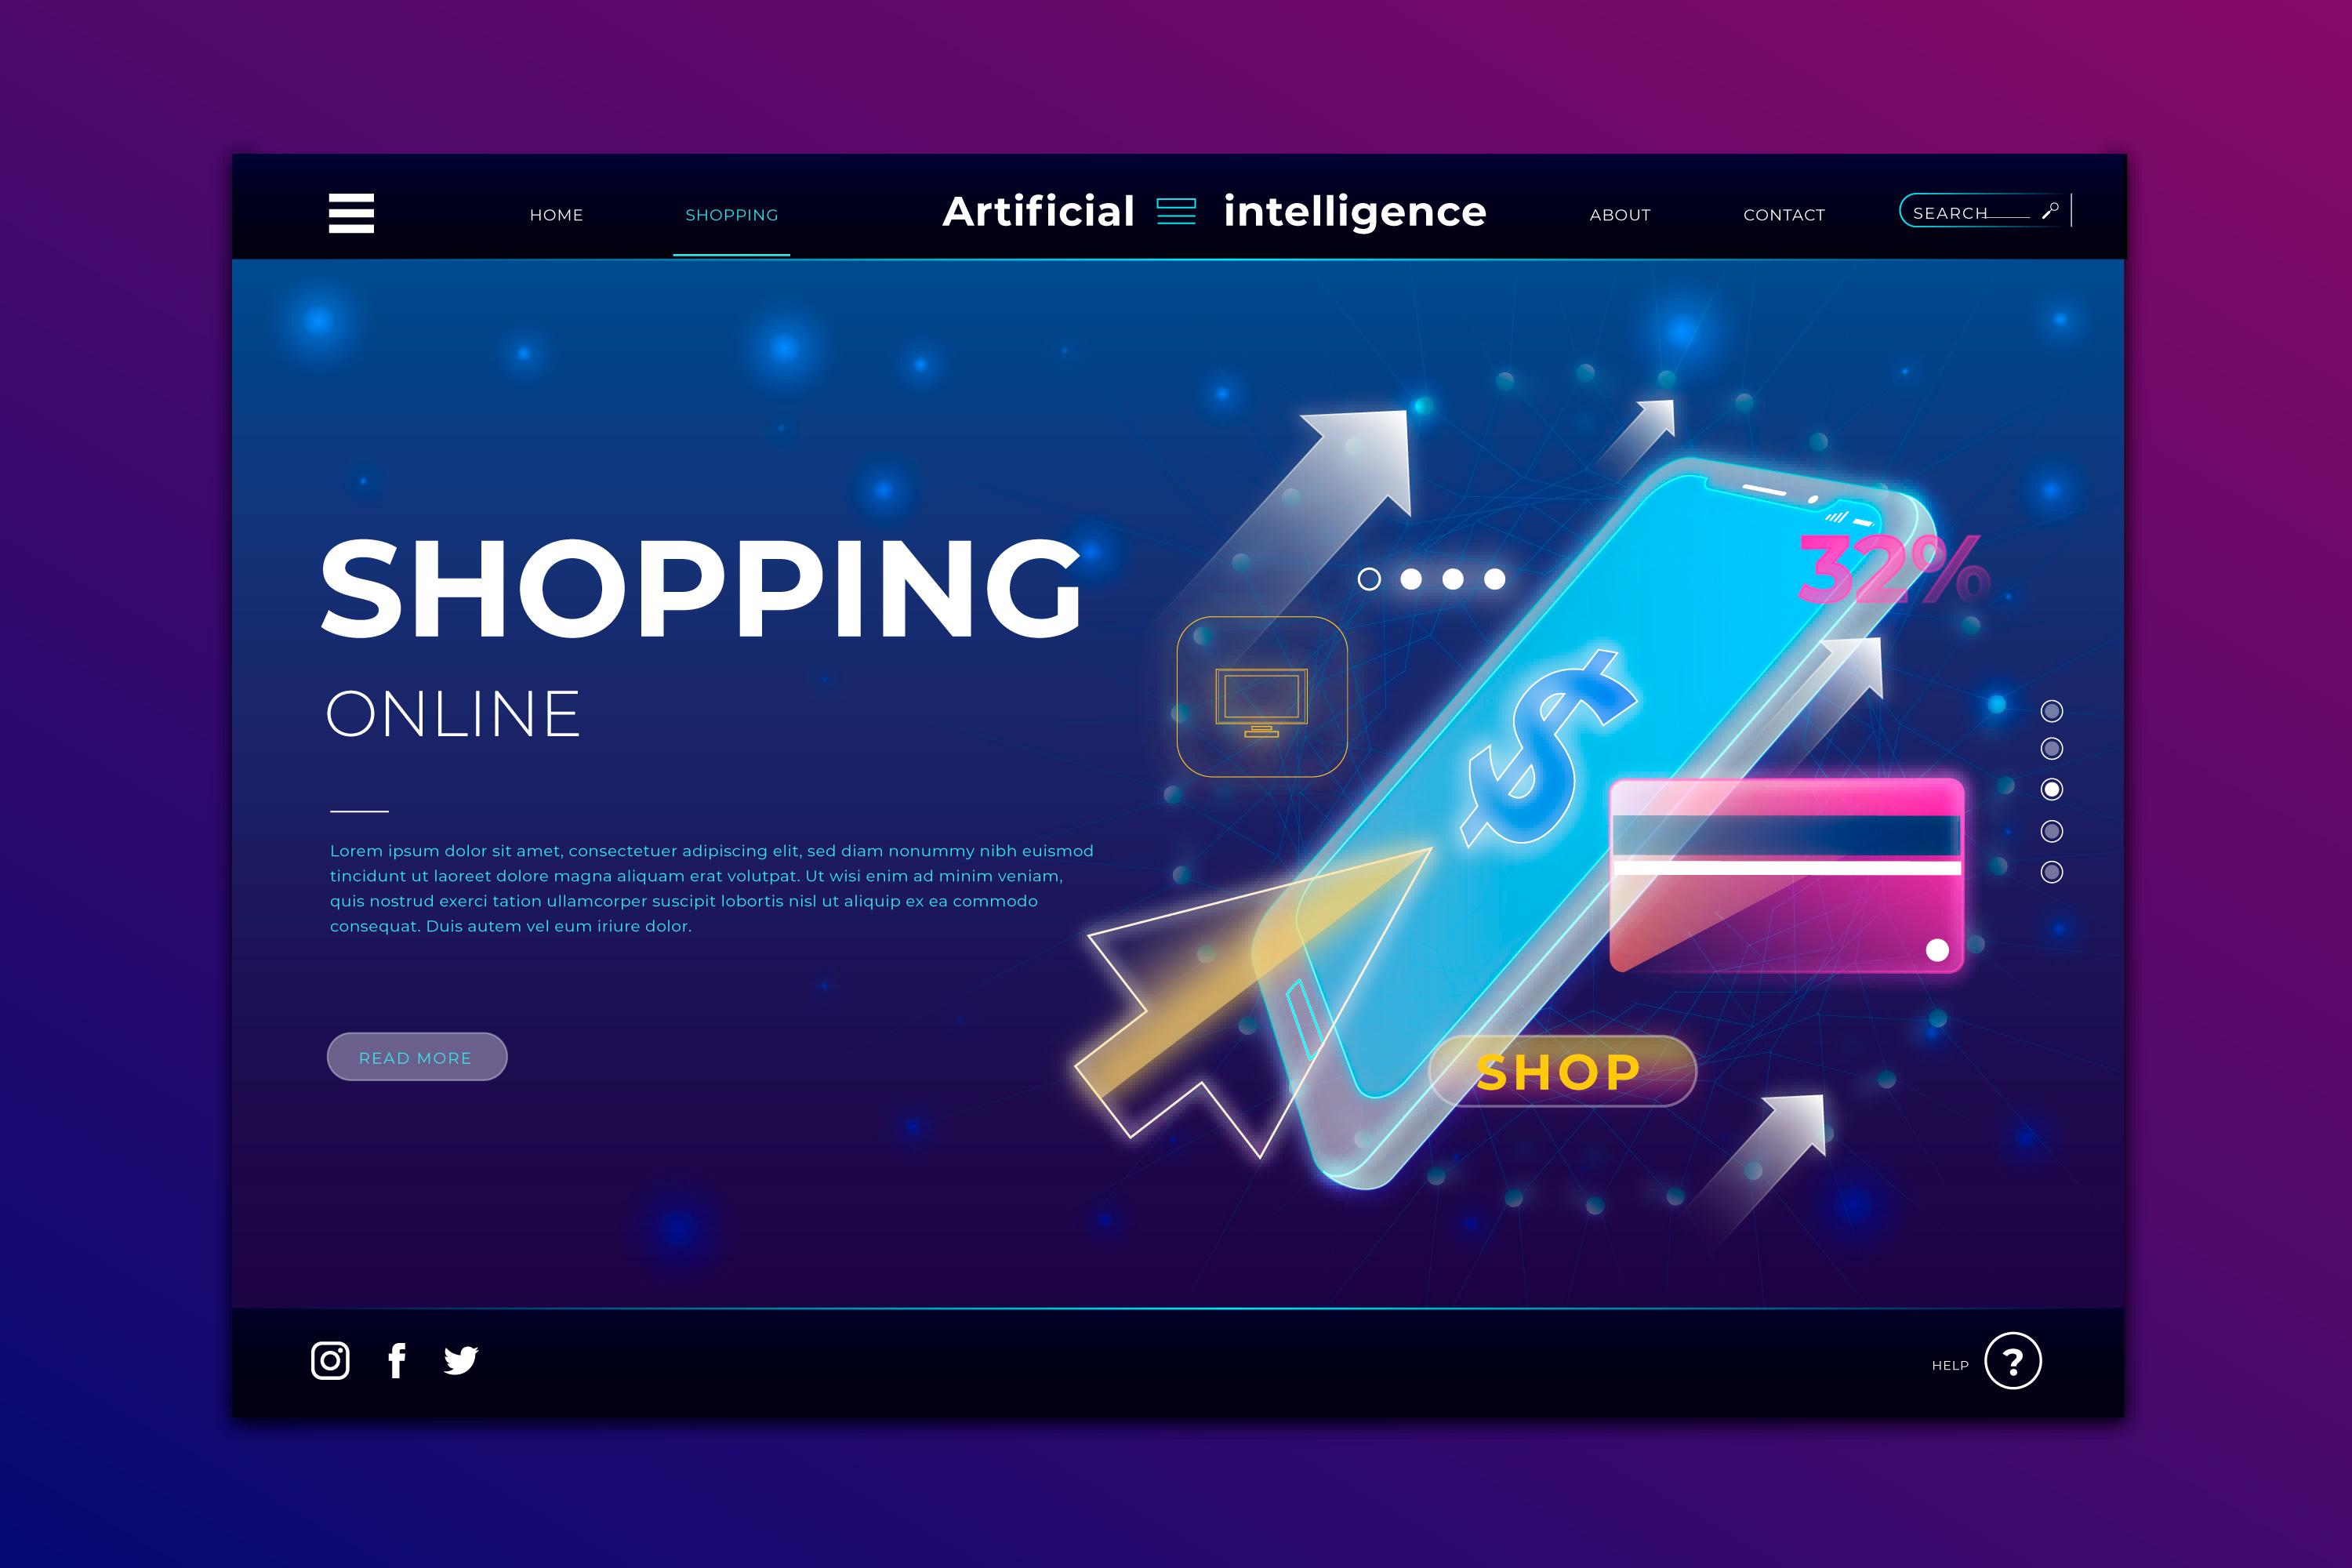 HOME
SHOPPING
Artificial intelligence
ABOUT
CONTACT
SEARCH
SHOPPING
ONLINE
Lorem ipsum dolor sit amet, consectetuer adipiscing elit, sed diam nonummy nibh euismod
tincidunt ut laoreet dolore magna aliquam erat volutpat. Ut wisi enim ad minim veniam,
quis nostrud exerci tation ullamcorper suscipit lobortis nisl ut aliquip ex ea commodo
consequat. Duis autem vel eum iriure dolor.
READ MORE
32%
$
SHOP
HELP ?